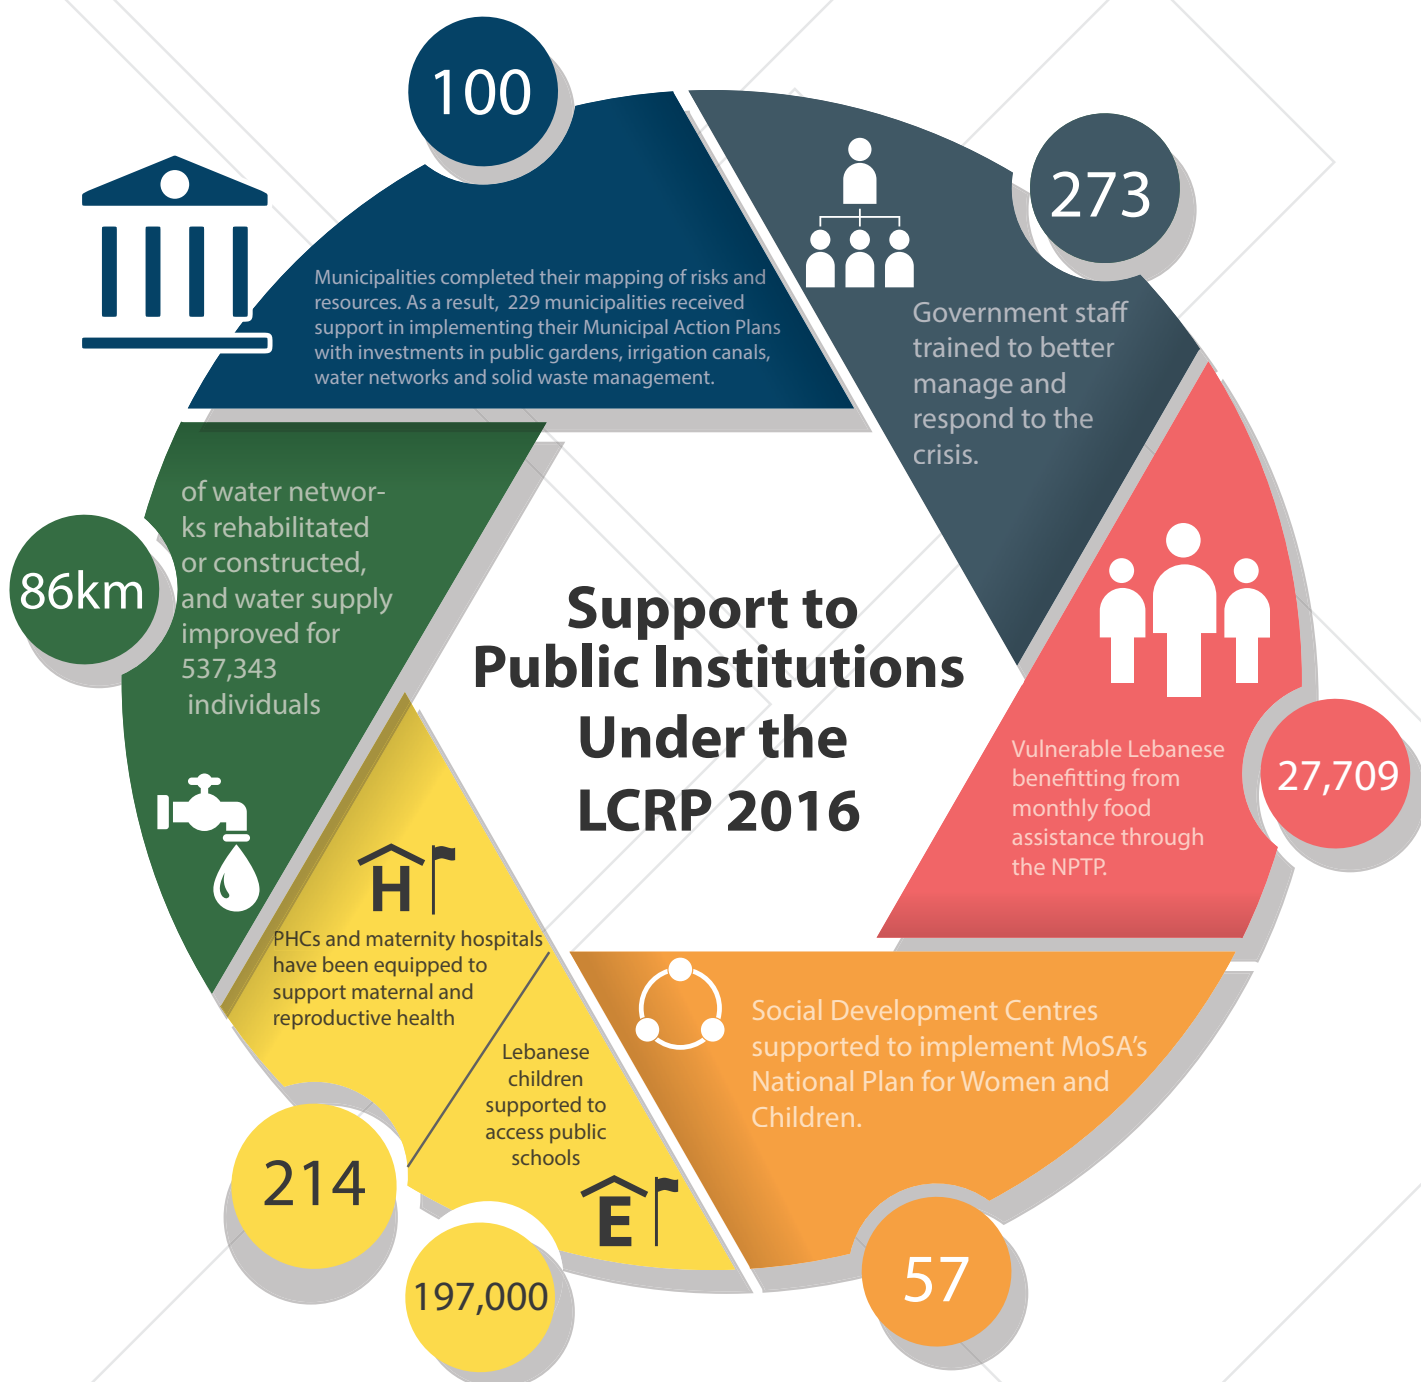 Support to
Public Institutions
Under the
LCRP 2016
100
Municipalities completed their mapping of risks and
resources. As a result, 229 municipalities received
support in implementing their Municipal Action Plans
with investments in public gardens, irrigation canals,
water networks and solid waste management.
273
Government staff
trained to better
manage and
respond to the
crisis.
27,709
Vulnerable Lebanese
benefitting from
monthly food
assistance through
the NPTP.
57
Social Development Centres
supported to implement MoSA's
National Plan for Women and
Children.
197,000
Lebanese
children
supported to
access public
schools
E
214
H
PHCs and maternity hospitals
have been equipped to
support maternal and
reproductive health
86km
of water networ-
ks rehabilitated
or constructed,
and water supply
improved for
537,343
individuals